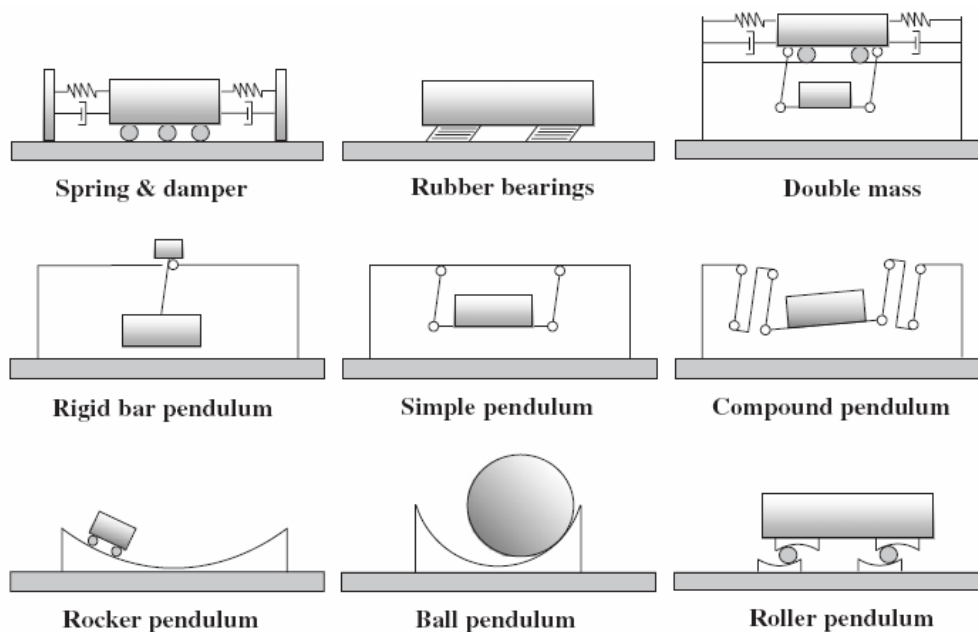 Spring & damper
Rubber bearings
Double mass
Rigid bar pendulum
Simple pendulum
Compound pendulum
Rocker pendulum
Ball pendulum
Roller pendulum